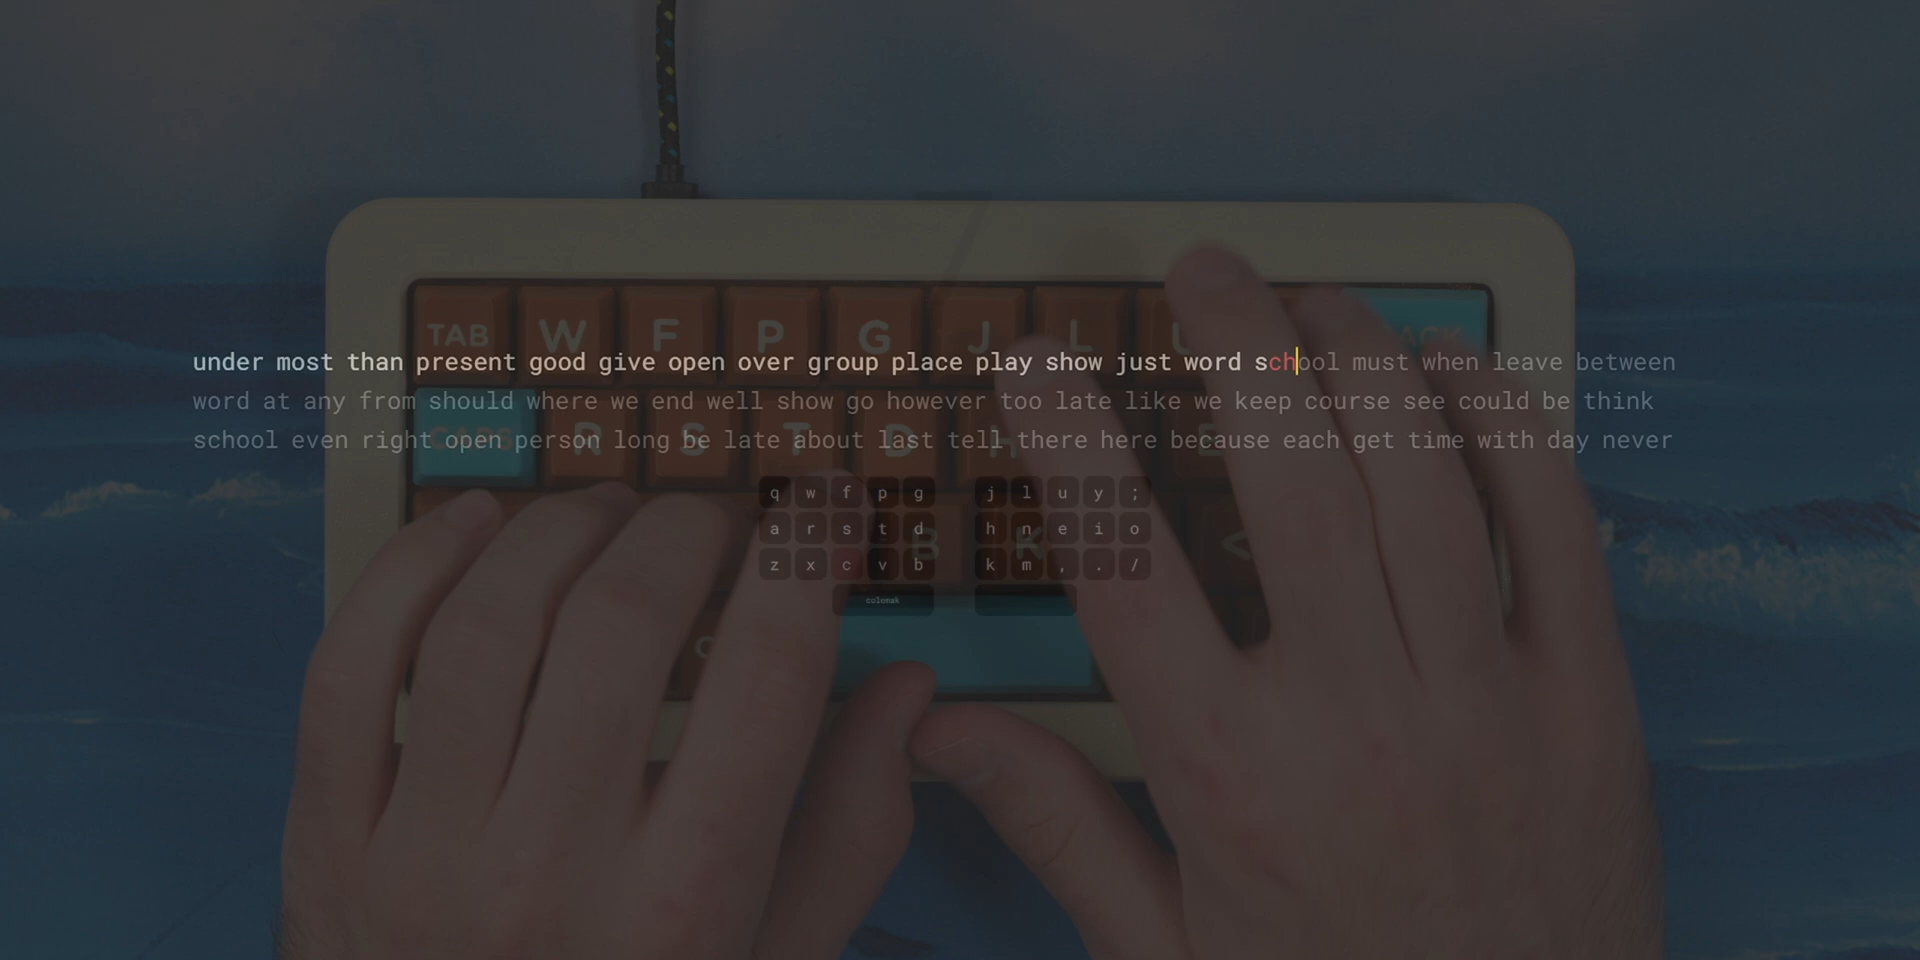 TAB W F P G J L U ACK
under most than present good give open over group place play show just word school must when leave between
word at any from should where we end well show go however too late like we keep course see could be think
R S T D h E
school even right open person long be late about last tell there here because each get time with day never
q w f p g j l u y ;
a r s t d h n e i o
B K <
z x c v b k m , . /
colemak
C